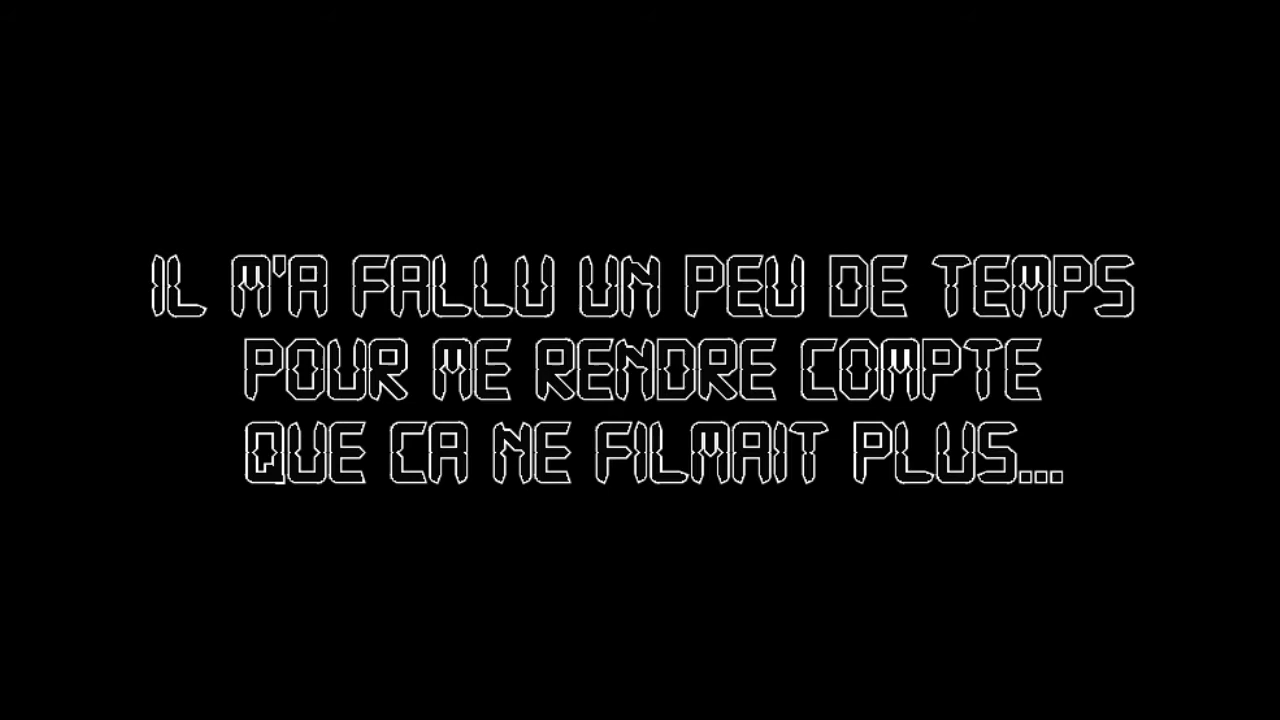 IL M'A FALLU UN PEU DE TEMPS
POUR ME RENDRE COMPTE
QUE CA NE FILMAIT PLUS...